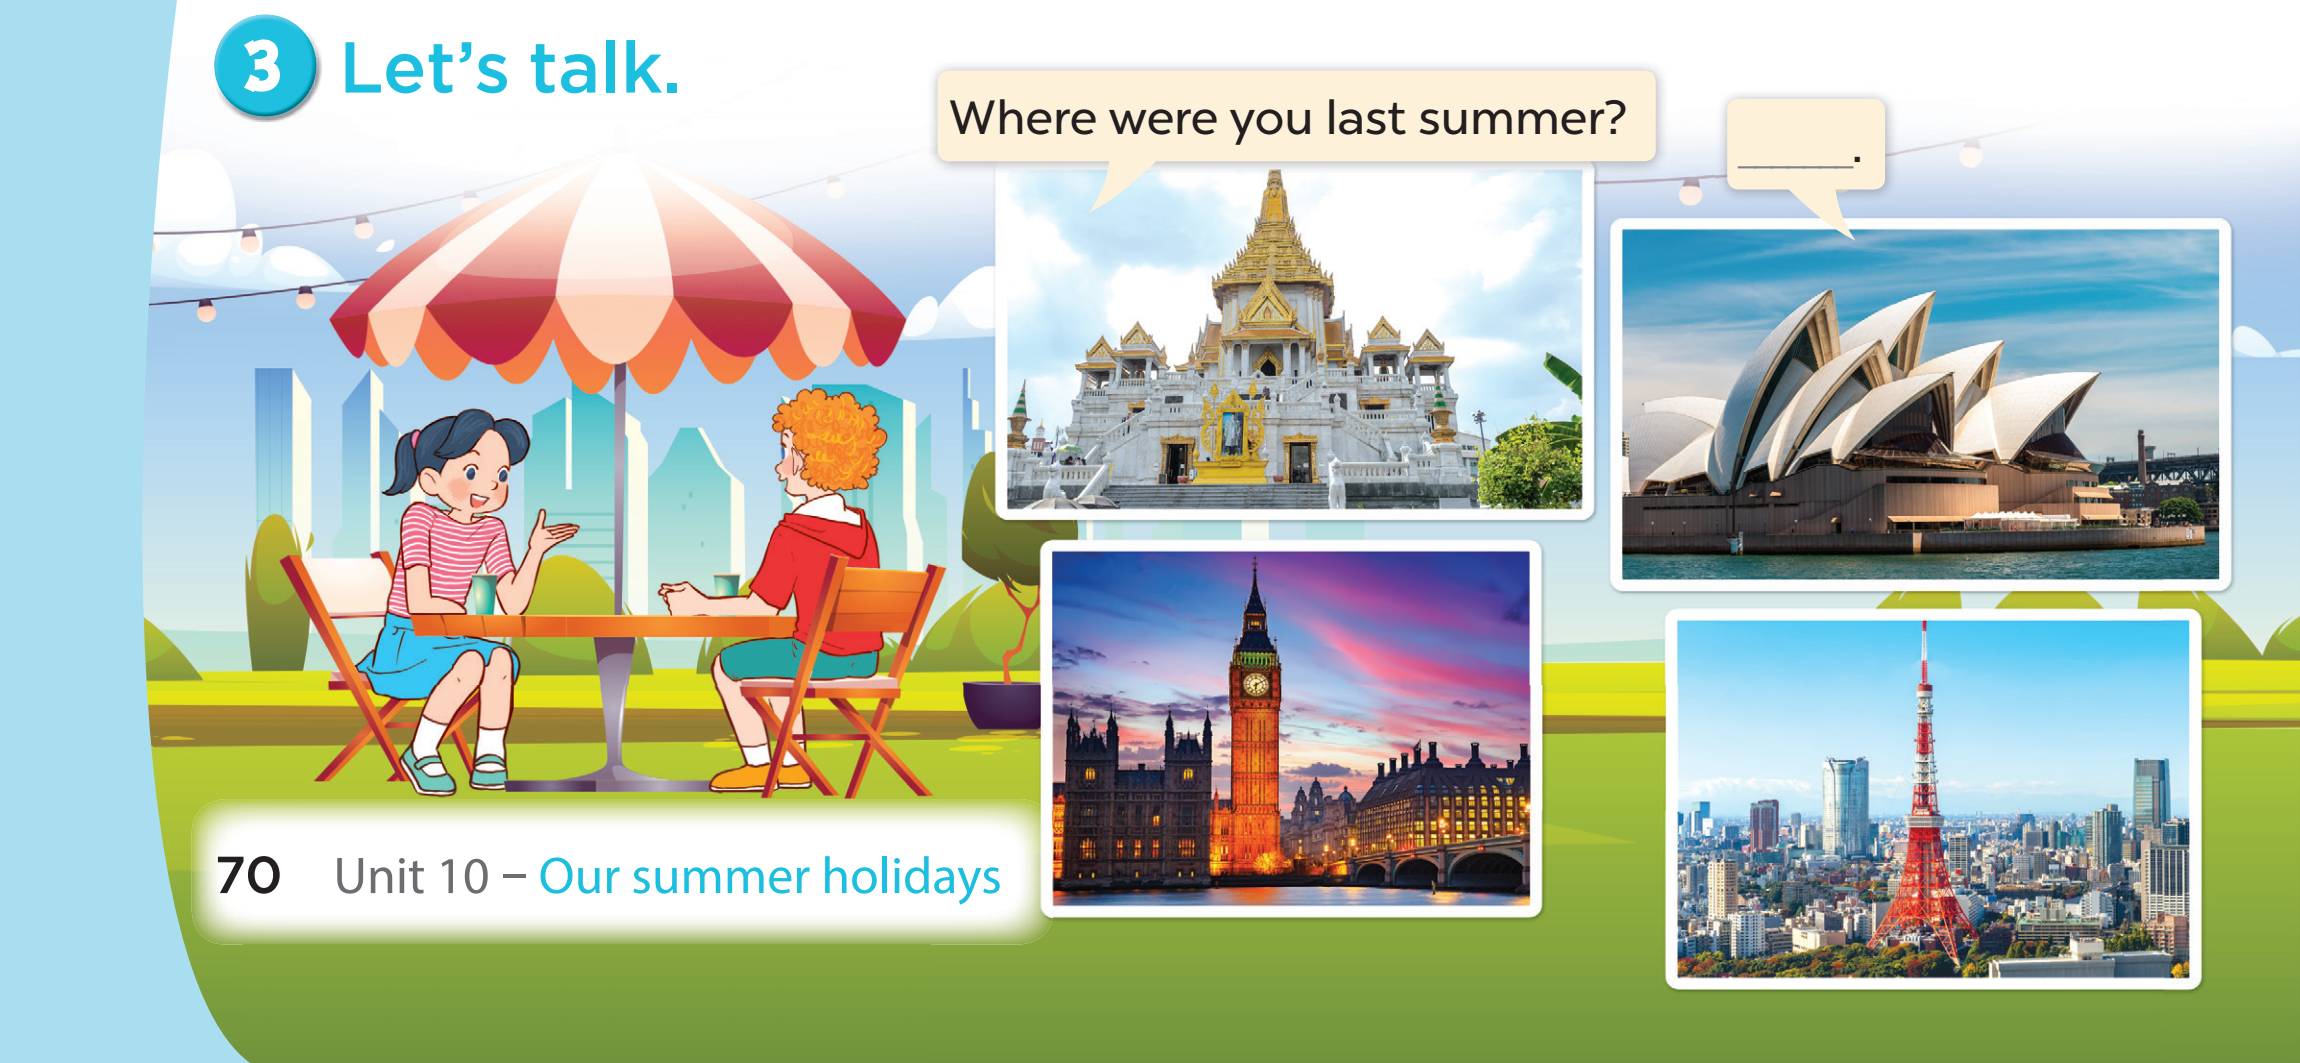 3 Let's talk.
Where were you last summer?
______.
70 Unit 10 – Our summer holidays